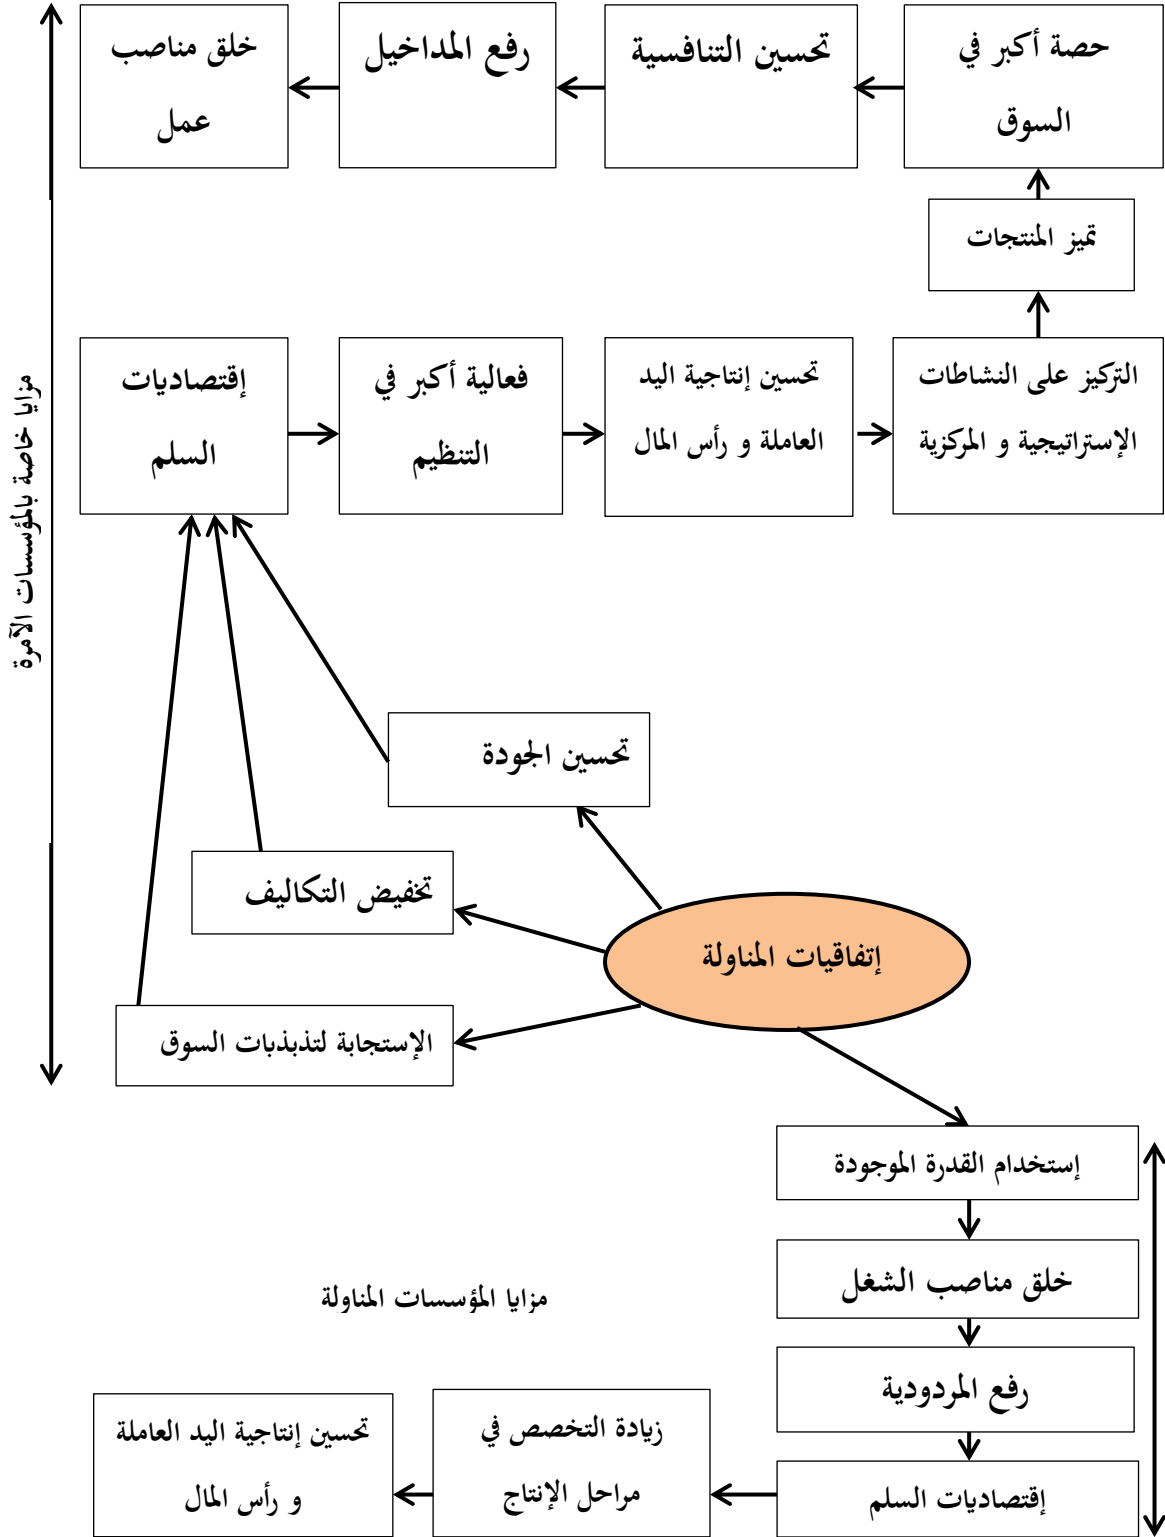 حصة أكبر في
السوق
تحسين التنافسية
رفع المداخيل
خلق مناصب
عمل
تميز المنتجات
التركيز على النشاطات
الإستراتيجية و المركزية
تحسين إنتاجية اليد
العاملة و رأس المال
فعالية أكبر في
التنظيم
إقتصاديات
السلم
مزايا خاصة بالمؤسسات الآمرة
تحسين الجودة
تخفيض التكاليف
إتفاقيات المناولة
الإستجابة لتذبذبات السوق
إستخدام القدرة الموجودة
خلق مناصب الشغل
مزايا المؤسسات المناولة
رفع المردودية
إقتصاديات السلم
زيادة التخصص في
مراحل الإنتاج
تحسين إنتاجية اليد العاملة
و رأس المال